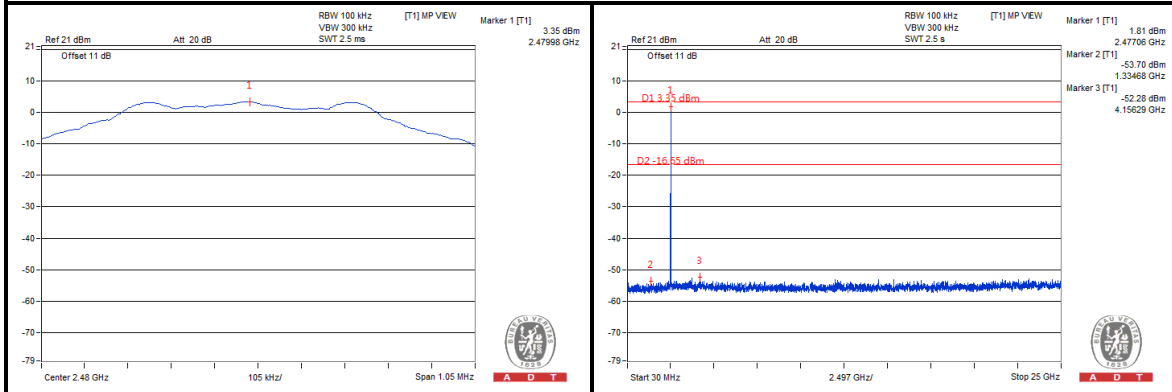 RBW 100 kHz [T1] MP VIEW
VBW 300 kHz
Ref 21 dBm Att 20 dB SWT 2.5 ms
Marker 1 [T1]
3.35 dBm
2.47998 GHz
Offset 11 dB
21
10
0
-10
-20
-30
-40
-50
-60
-70
-79
1
Center 2.48 GHz 105 kHz/ Span 1.05 MHz
BUREAU VERITAS
1828
A D T
RBW 100 kHz [T1] MP VIEW
VBW 300 kHz
Ref 21 dBm Att 20 dB SWT 2.5 s
Marker 1 [T1]
1.81 dBm
2.47706 GHz
Marker 2 [T1]
-53.70 dBm
1.33468 GHz
Marker 3 [T1]
-52.28 dBm
4.15629 GHz
Offset 11 dB
21
10
0
-10
-20
-30
-40
-50
-60
-70
-79
1
D1 3.35 dBm
D2 -16.65 dBm
2
3
Start 30 MHz 2.497 GHz/ Stop 25 GHz
BUREAU VERITAS
1828
A D T